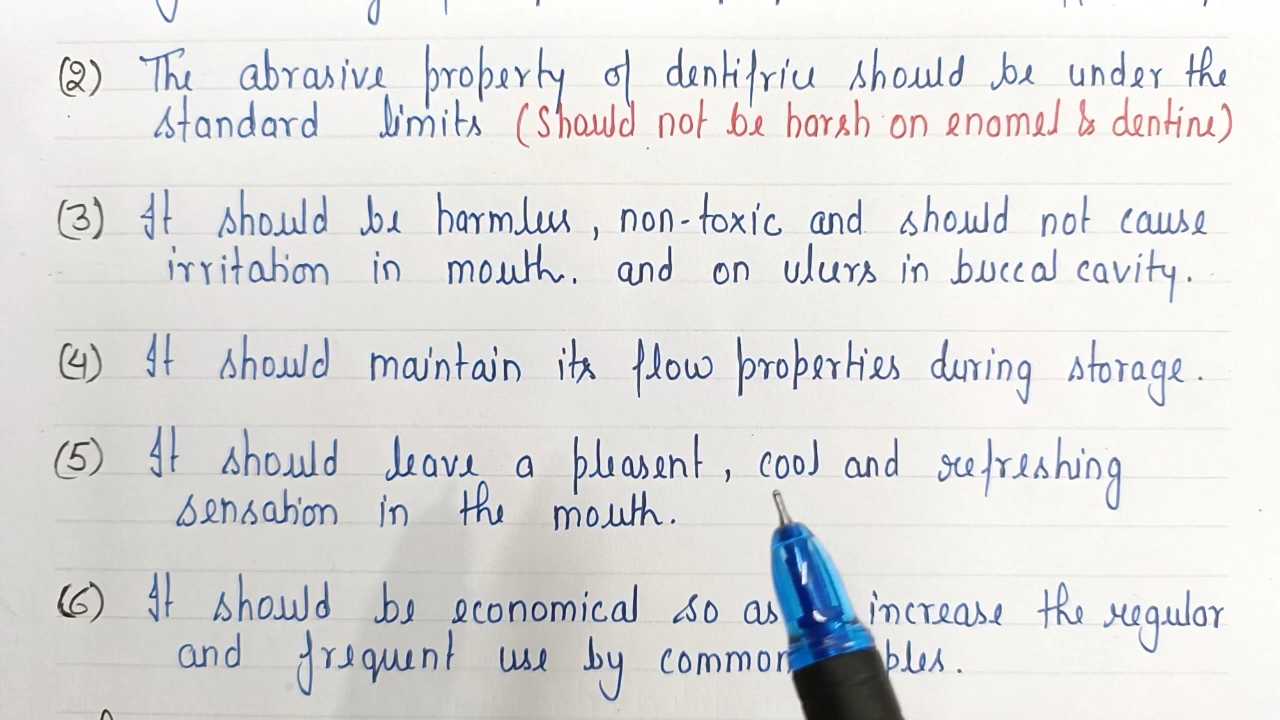 (2) The abrasive property of dentifrice should be under the
standard limits (should not be harsh on enamel & dentine)
(3) It should be harmless, non-toxic and should not cause
irritation in mouth. and on ulcers in buccal cavity.
(4) It should maintain its flow properties during storage.
(5) It should leave a pleasent, cool and refreshing
sensation in the mouth.
(6) It should be economical so as increase the regular
and frequent use by common ples.